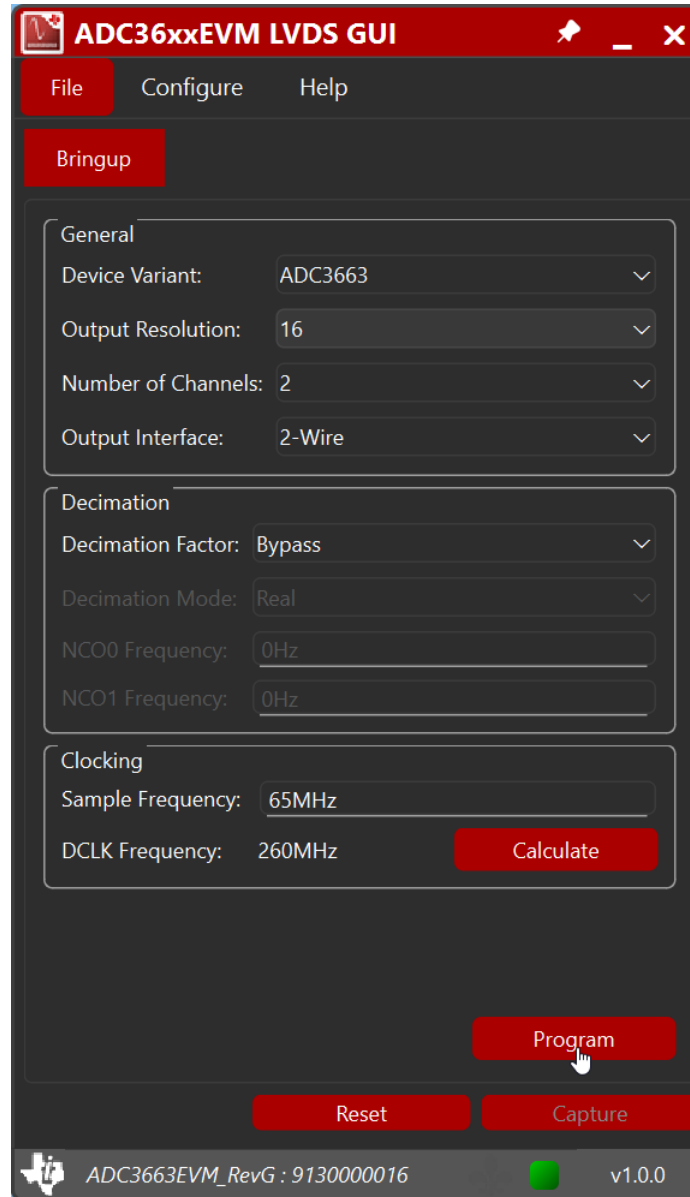 ADC36xxEVM LVDS GUI
File Configure Help
Bringup
General
Device Variant: ADC3663
Output Resolution: 16
Number of Channels: 2
Output Interface: 2-Wire
Decimation
Decimation Factor: Bypass
Decimation Mode: Real
NCO0 Frequency: 0Hz
NCO1 Frequency: 0Hz
Clocking
Sample Frequency: 65MHz
DCLK Frequency: 260MHz Calculate
Program
Reset Capture
ADC3663EVM_RevG : 9130000016 v1.0.0